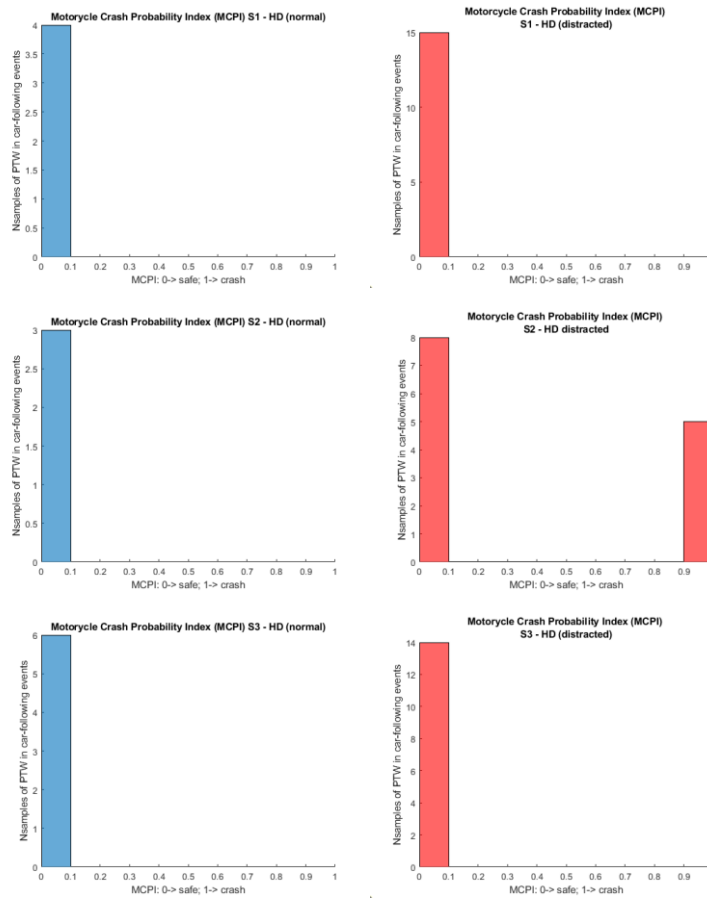 Motorycle Crash Probability Index (MCPI) S1 - HD (normal)
Nsamples of PTW in car-following events
4
3.5
3
2.5
2
1.5
1
0.5
0
0 0.1 0.2 0.3 0.4 0.5 0.6 0.7 0.8 0.9 1
MCPI: 0-> safe; 1-> crash
Motorcycle Crash Probability Index (MCPI)
S1 - HD (distracted)
Nsamples of PTW in car-following events
15
10
5
0
0 0.1 0.2 0.3 0.4 0.5 0.6 0.7 0.8 0.9
MCPI: 0-> safe; 1-> crash
.
Motorycle Crash Probability Index (MCPI) S2 - HD (normal)
Nsamples of PTW in car-following events
3
2.5
2
1.5
1
0.5
0
0 0.1 0.2 0.3 0.4 0.5 0.6 0.7 0.8 0.9 1
MCPI: 0-> safe; 1-> crash
Motorcycle Crash Probability Index (MCPI)
S2 - HD distracted
Nsamples of PTW in car-following events
8
7
6
5
4
3
2
1
0
0 0.1 0.2 0.3 0.4 0.5 0.6 0.7 0.8 0.9
MCPI: 0-> safe; 1-> crash
Motorycle Crash Probability Index (MCPI) S3 - HD (normal)
Nsamples of PTW in car-following events
6
5
4
3
2
1
0
0 0.1 0.2 0.3 0.4 0.5 0.6 0.7 0.8 0.9 1
MCPI: 0-> safe; 1-> crash
Motorcycle Crash Probability Index (MCPI)
S3 - HD (distracted)
Nsamples of PTW in car-following events
14
12
10
8
6
4
2
0
0 0.1 0.2 0.3 0.4 0.5 0.6 0.7 0.8 0.9
MCPI: 0-> safe; 1-> crash
.